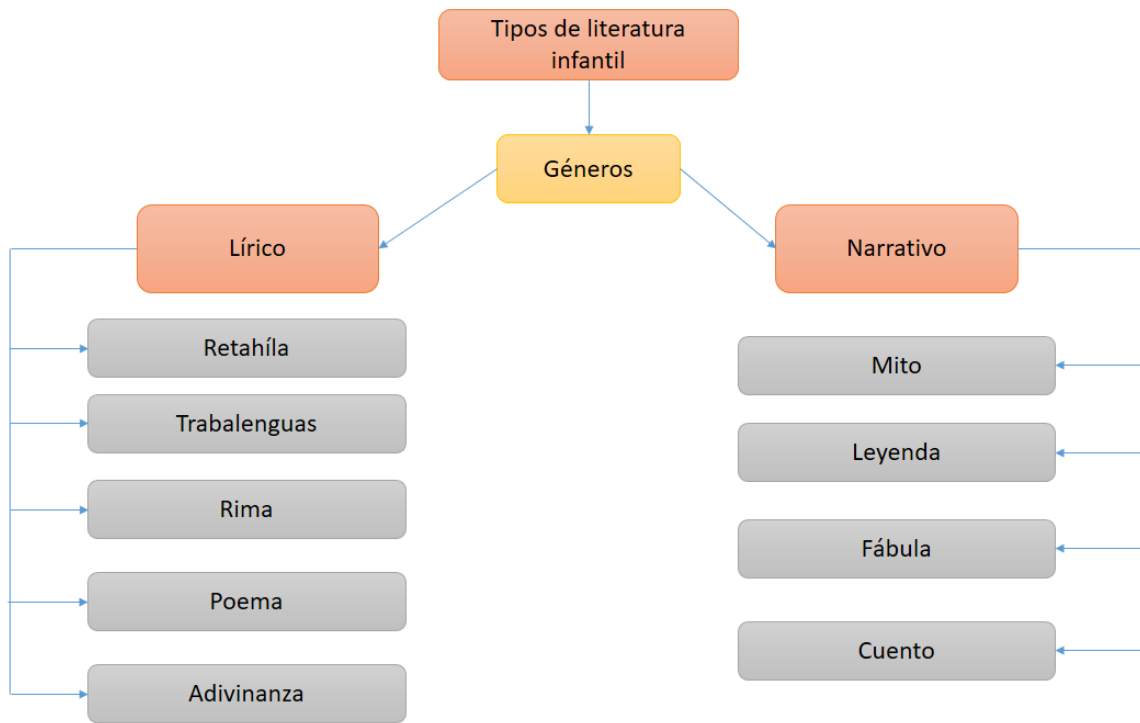 Tipos de literatura
infantil
Géneros
Lírico
Narrativo
Retahíla
Trabalenguas
Rima
Poema
Adivinanza
Mito
Leyenda
Fábula
Cuento